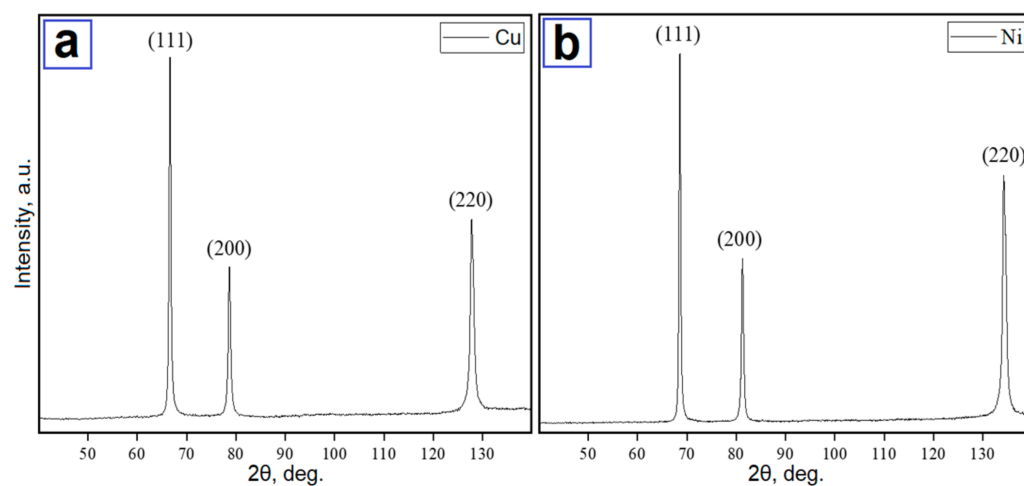 a
Cu
(111)
(200)
(220)
Intensity, a.u.
50 60 70 80 90 100 110 120 130
2θ, deg.
b
Ni
(111)
(200)
(220)
50 60 70 80 90 100 110 120 130
2θ, deg.